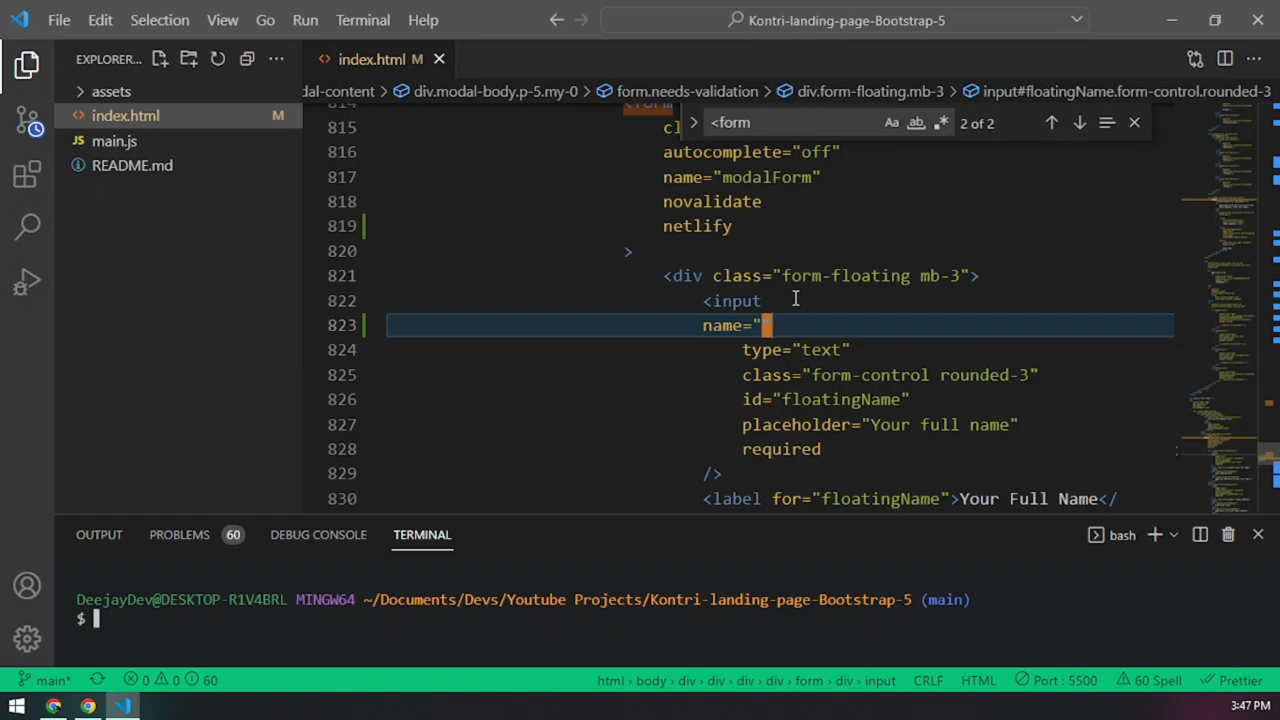 File Edit Selection View Go Run Terminal Help
Kontri-landing-page-Bootstrap-5
EXPLORER...
index.html M
assets
index.html M
main.js
README.md
dal-content > div.modal-body.p-5.my-0 > form.needs-validation > div.form-floating.mb-3 > input#floatingName.form-control.rounded-3
<form Aa ab 2 of 2
814 <form
815 cl
816 autocomplete="off"
817 name="modalForm"
818 novalidate
819 netlify
820 >
821 <div class="form-floating mb-3">
822 <input
823 name=""
824 type="text"
825 class="form-control rounded-3"
826 id="floatingName"
827 placeholder="Your full name"
828 required
829 />
830 <label for="floatingName">Your Full Name</
OUTPUT PROBLEMS 60 DEBUG CONSOLE TERMINAL
bash
DeejayDev@DESKTOP-R1V4BRL MINGW64 ~/Documents/Devs/Youtube Projects/Kontri-landing-page-Bootstrap-5 (main)
$
main* 0 0 60 html > body > div > div > div > div > form > div > input CRLF HTML Port : 5500 60 Spell Prettier
3:47 PM